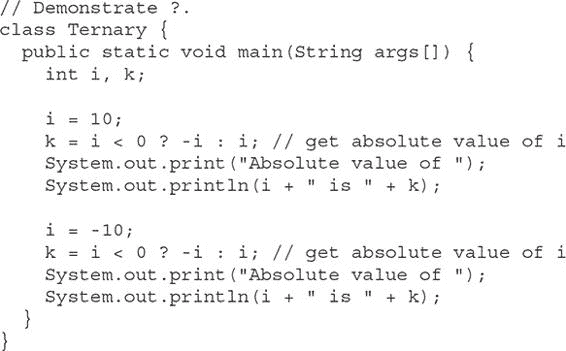 // Demonstrate ?.
class Ternary {
  public static void main(String args[]) {
    int i, k;

    i = 10;
    k = i < 0 ? -i : i; // get absolute value of i
    System.out.print("Absolute value of ");
    System.out.println(i + " is " + k);

    i = -10;
    k = i < 0 ? -i : i; // get absolute value of i
    System.out.print("Absolute value of ");
    System.out.println(i + " is " + k);
  }
}